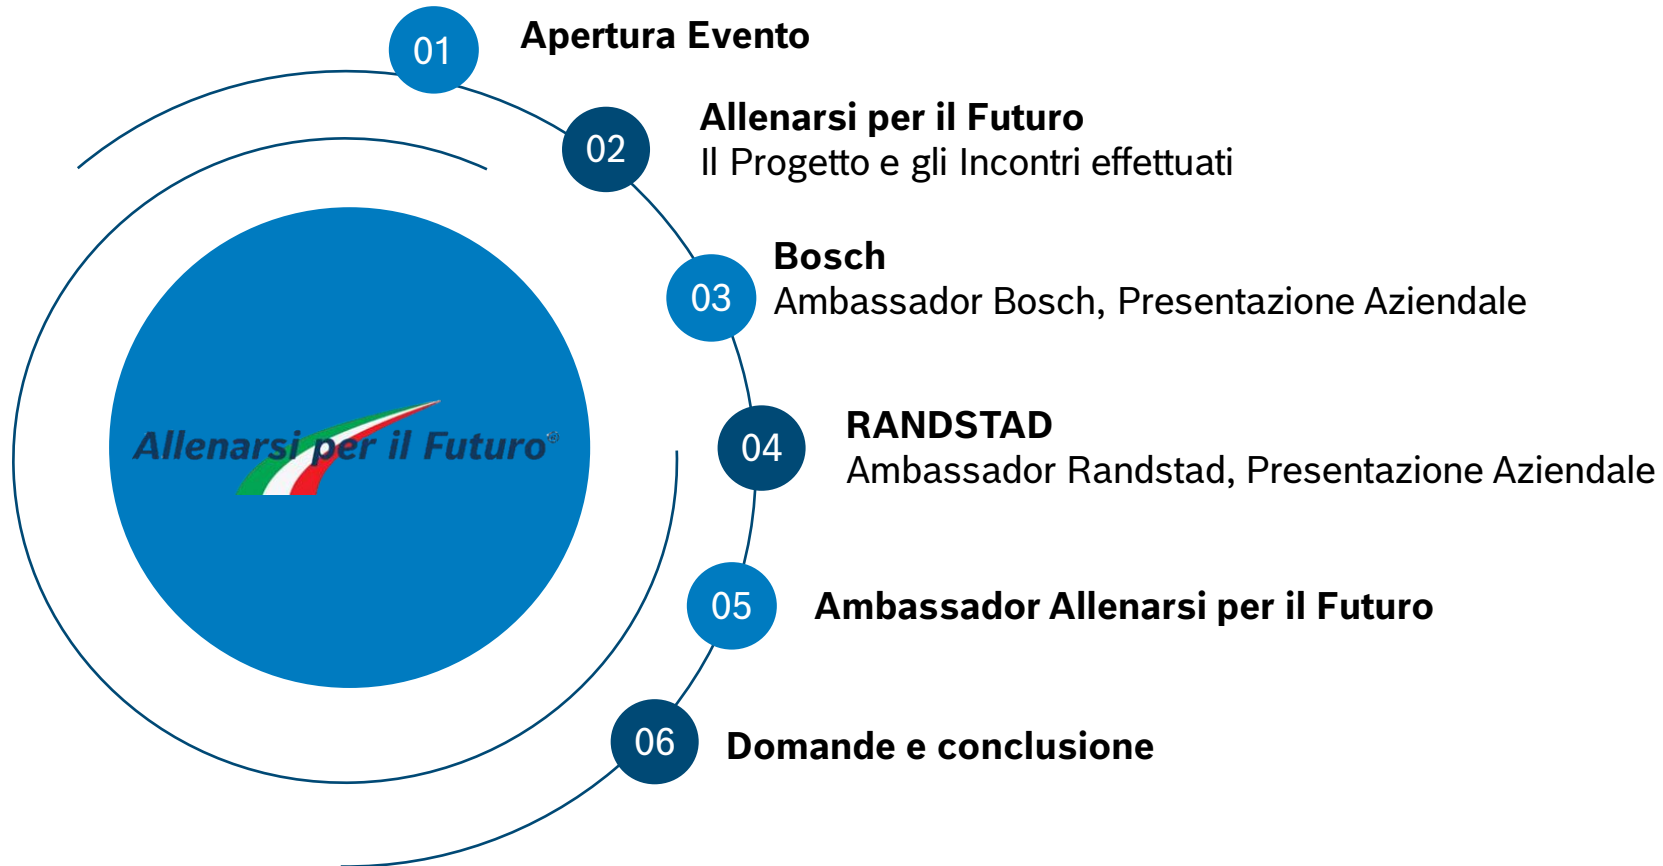 01
Apertura Evento
02
Allenarsi per il Futuro
Il Progetto e gli Incontri effettuati
03
Bosch
Ambassador Bosch, Presentazione Aziendale
Allenarsi per il Futuro®
04
RANDSTAD
Ambassador Randstad, Presentazione Aziendale
05
Ambassador Allenarsi per il Futuro
06
Domande e conclusione